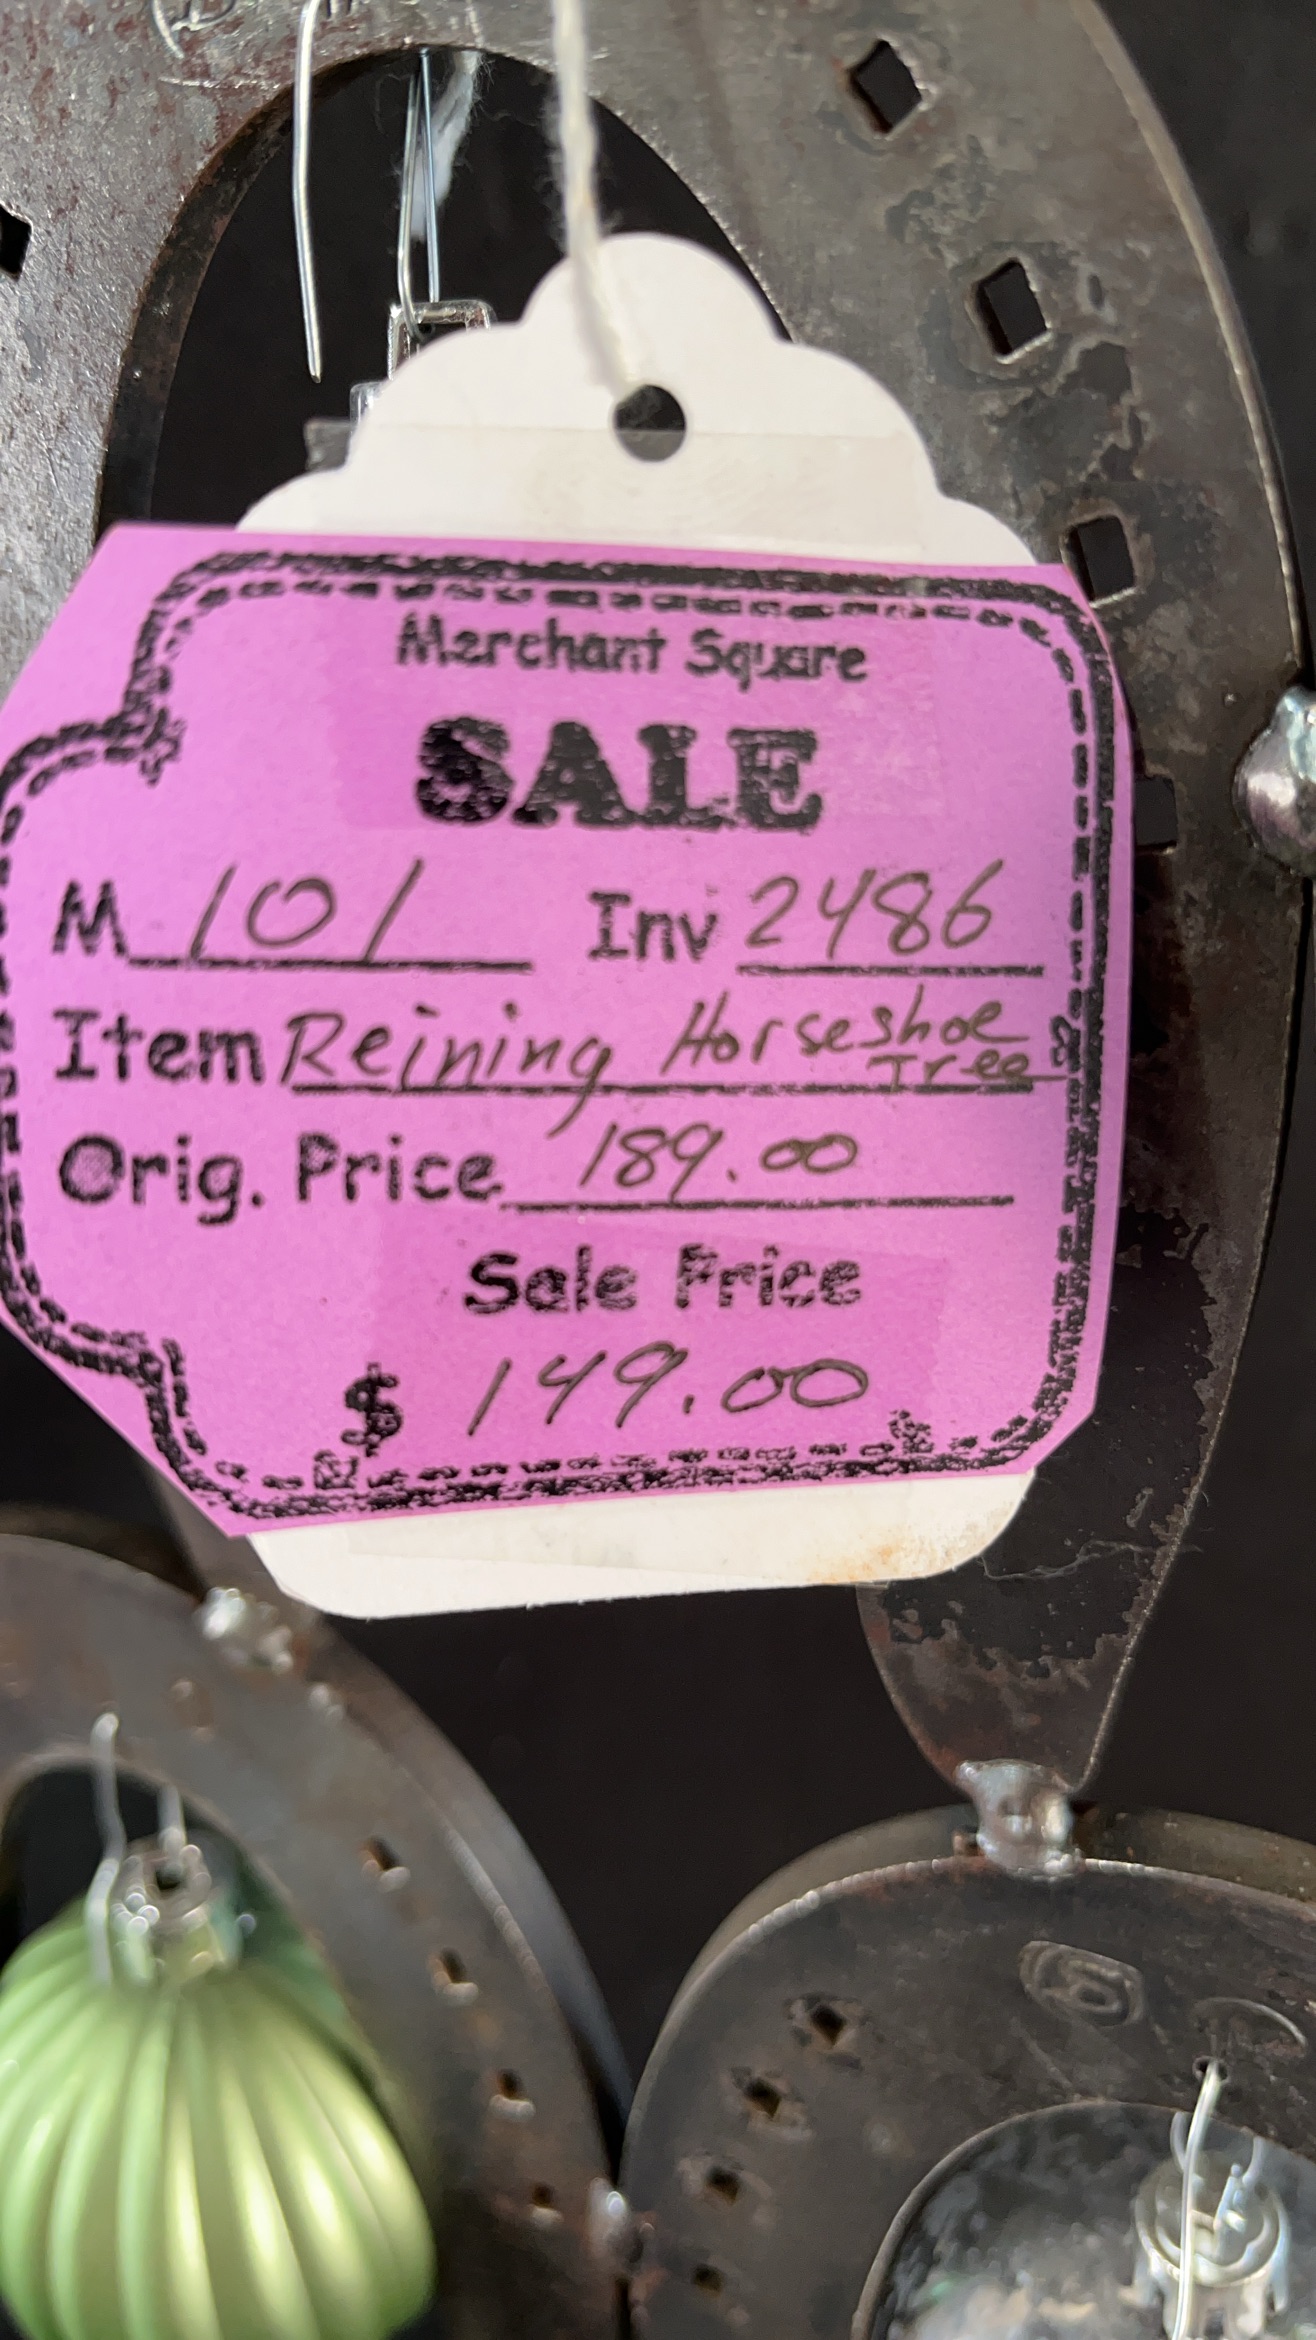 Merchant Square
SALE
M 101 Inv 2486
Item Reining Horseshoe
Tree
Orig. Price 189.00
Sale Price
$ 149.00